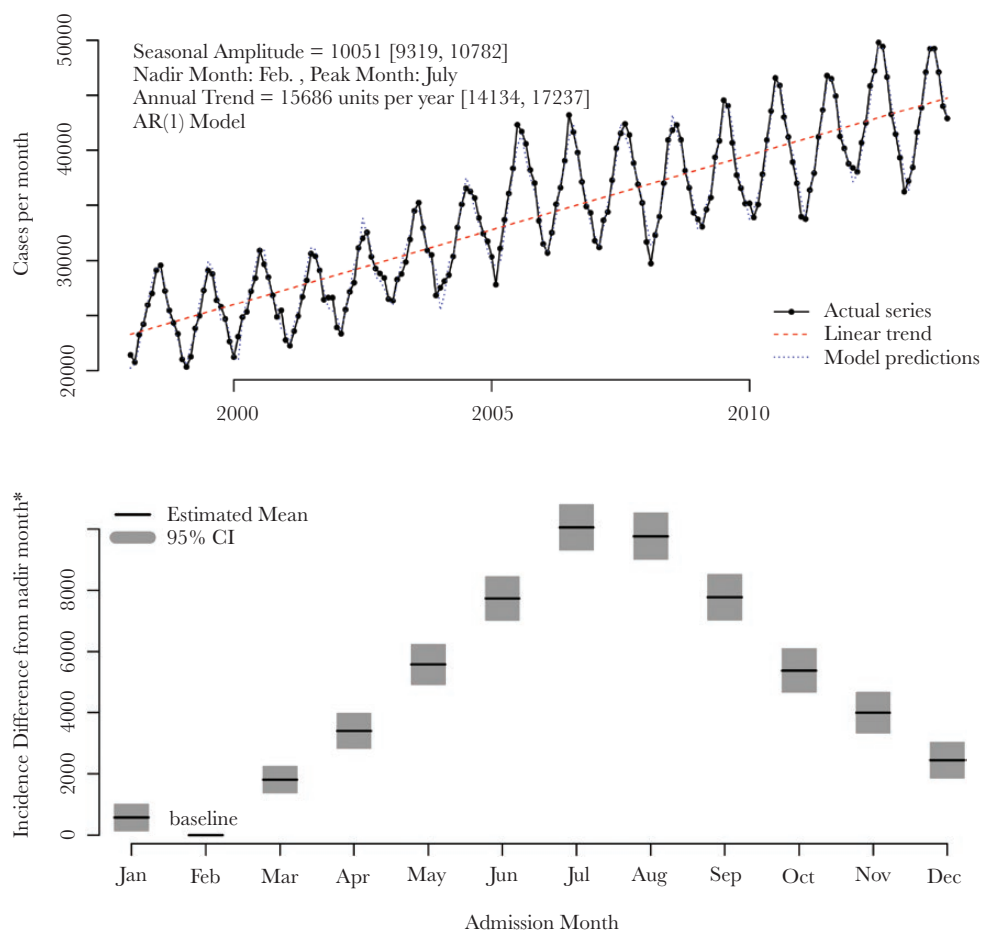 Seasonal Amplitude = 10051 [9319, 10782]
Nadir Month: Feb. , Peak Month: July
Annual Trend = 15686 units per year [14134, 17237]
AR(1) Model
Cases per month
50000
40000
30000
20000
Actual series
Linear trend
Model predictions
2000 2005 2010
Incidence Difference from nadir month*
Estimated Mean
95% CI
8000
6000
4000
2000
0
baseline
Jan Feb Mar Apr May Jun Jul Aug Sep Oct Nov Dec
Admission Month